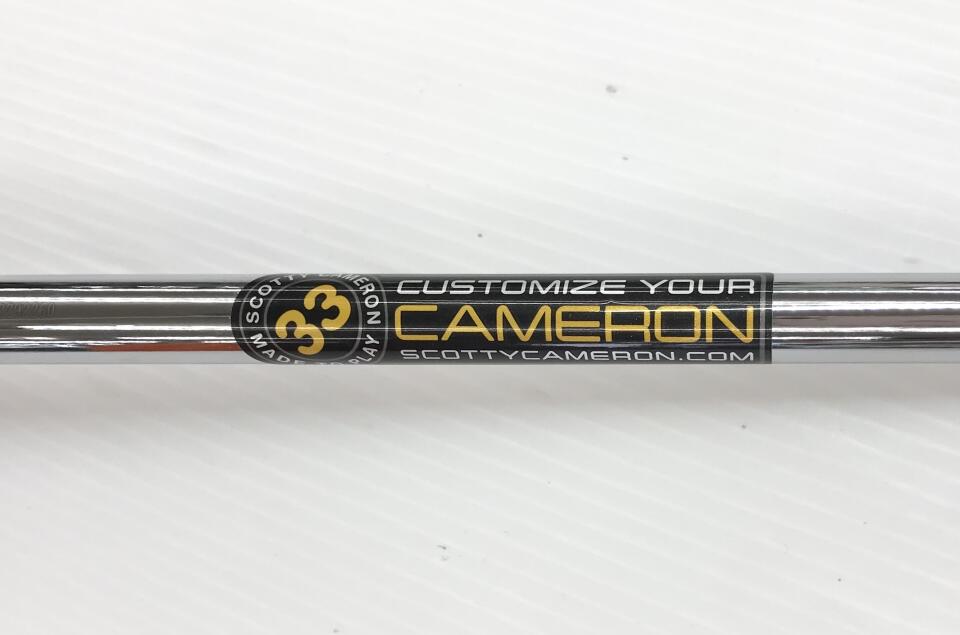 SCOTTY CAMERON
33
MADE TO PLAY
CUSTOMIZE YOUR
CAMERON
SCOTTYCAMERON.COM